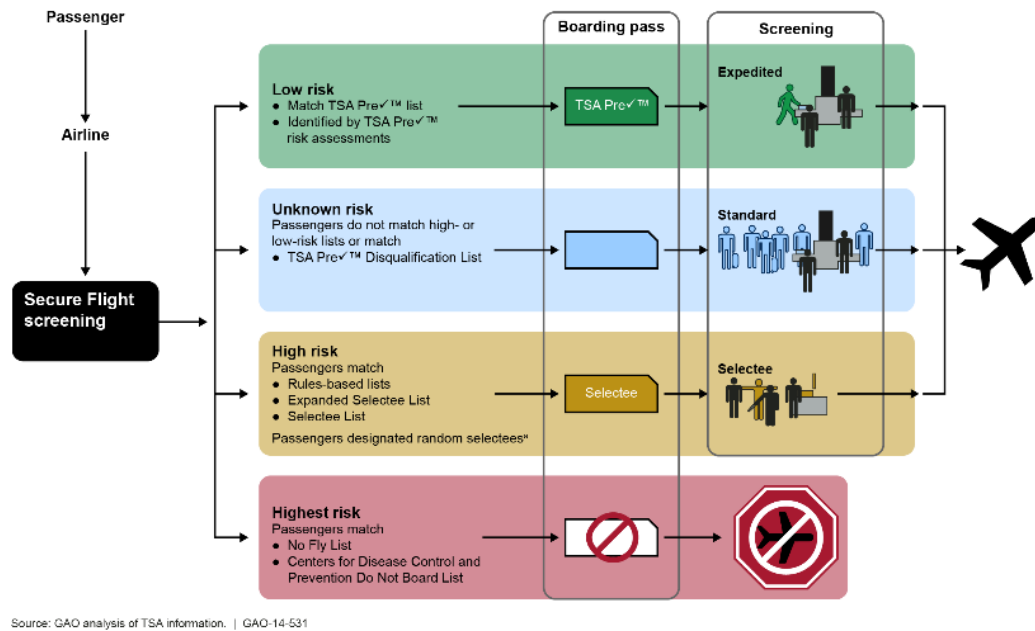 Passenger
Airline
Secure Flight
screening
Boarding pass
Screening
Low risk
● Match TSA Pre✓™ list
● Identified by TSA Pre✓™
risk assessments
TSA Pre✓™
Expedited
Unknown risk
Passengers do not match high- or
low-risk lists or match
● TSA Pre✓™ Disqualification List
Standard
High risk
Passengers match
● Rules-based lists
● Expanded Selectee List
● Selectee List
Passengers designated random selecteesᵃ
Selectee
Selectee
Highest risk
Passengers match
● No Fly List
● Centers for Disease Control and
Prevention Do Not Board List
Source: GAO analysis of TSA information. | GAO-14-531